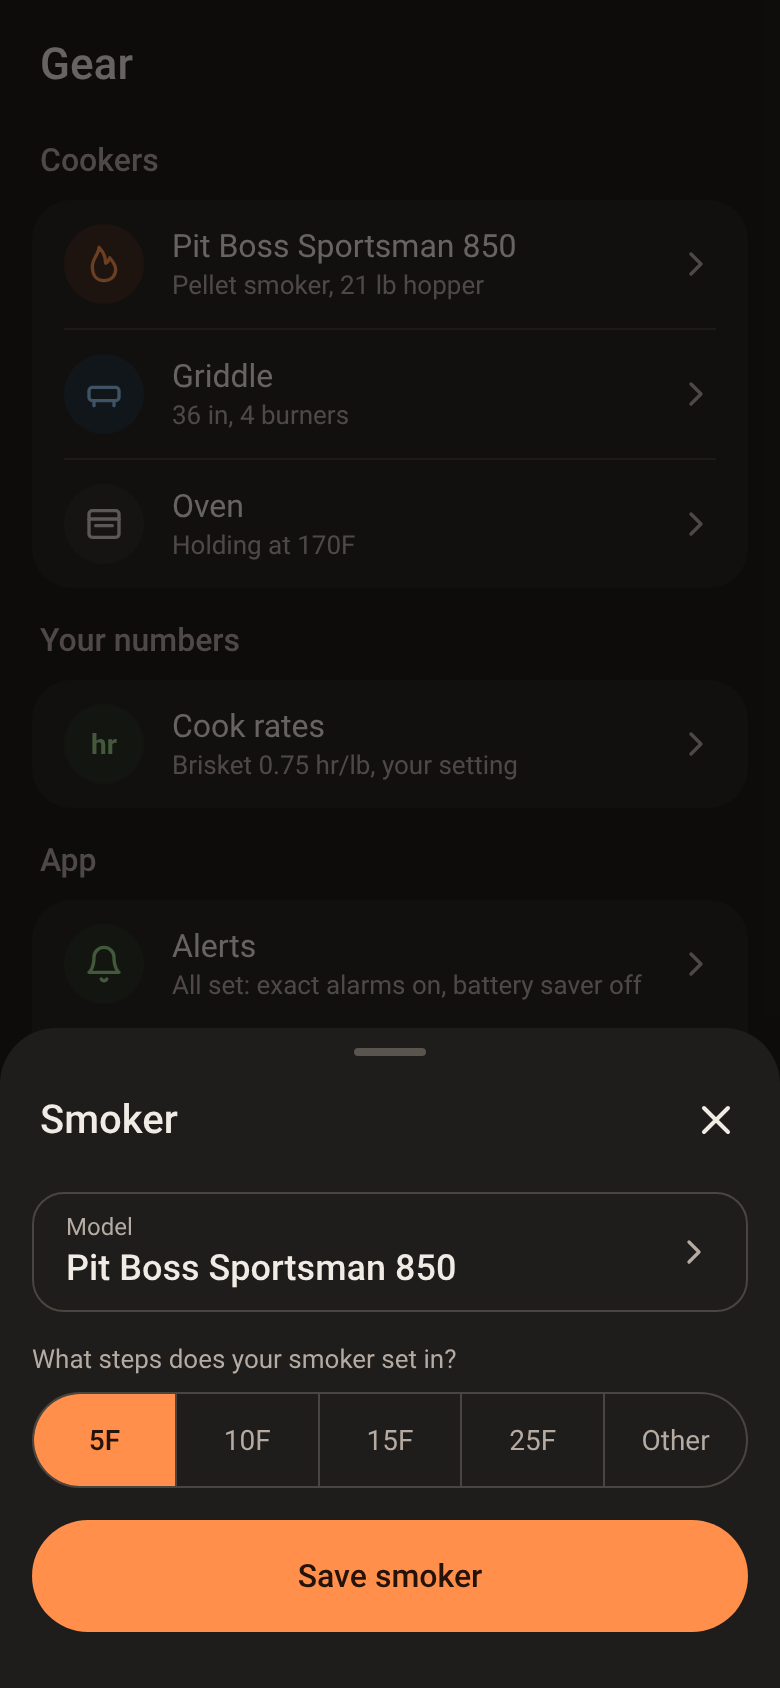 Gear
Cookers
Pit Boss Sportsman 850
Pellet smoker, 21 lb hopper
Griddle
36 in, 4 burners
Oven
Holding at 170F
Your numbers
hr
Cook rates
Brisket 0.75 hr/lb, your setting
App
Alerts
All set: exact alarms on, battery saver off
Smoker
Model
Pit Boss Sportsman 850
What steps does your smoker set in?
5F 10F 15F 25F Other
Save smoker